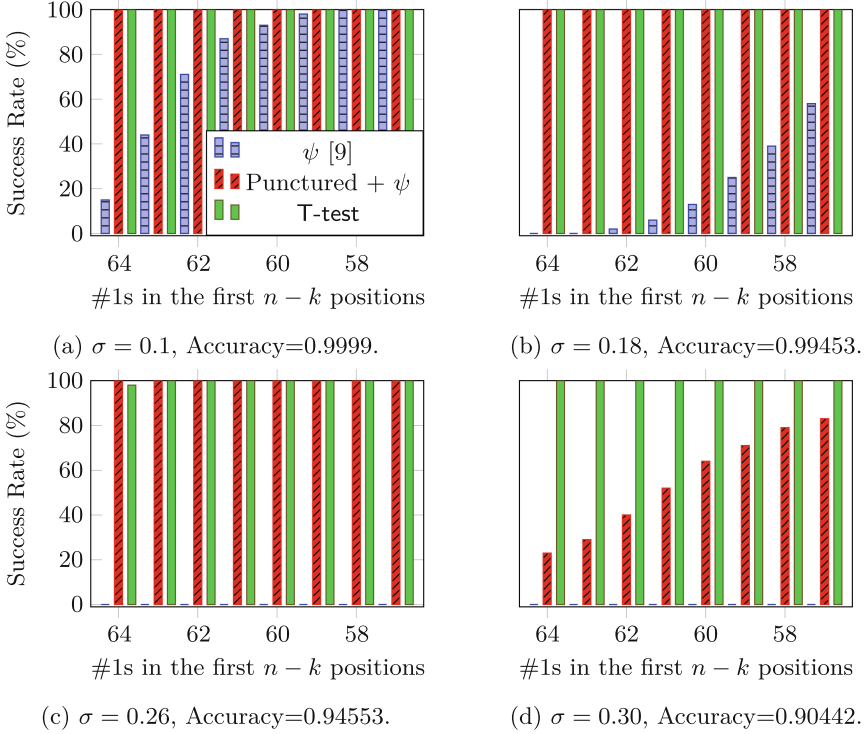 100
80
60
40
20
0
Success Rate (%)
ψ [9]
Punctured + ψ
T-test
64 62 60 58
#1s in the first n − k positions
(a) σ = 0.1, Accuracy=0.9999.
64 62 60 58
#1s in the first n − k positions
(b) σ = 0.18, Accuracy=0.99453.
100
80
60
40
20
0
Success Rate (%)
64 62 60 58
#1s in the first n − k positions
(c) σ = 0.26, Accuracy=0.94553.
64 62 60 58
#1s in the first n − k positions
(d) σ = 0.30, Accuracy=0.90442.